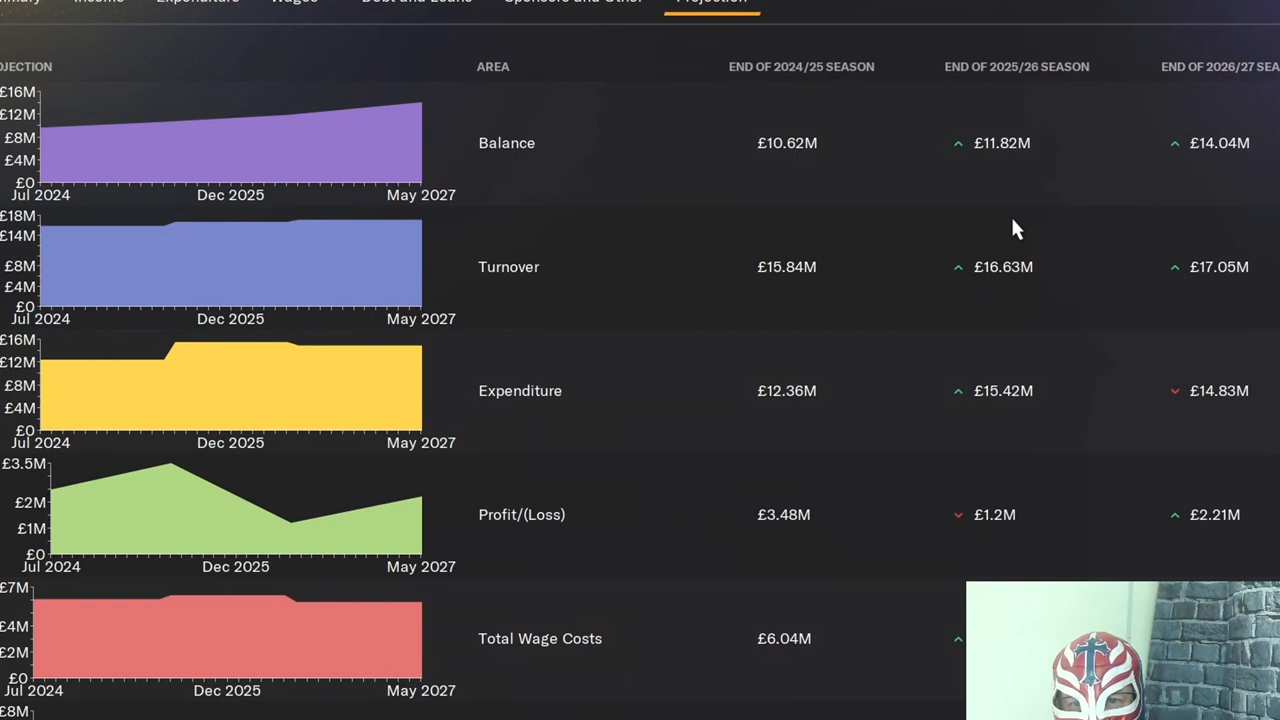 Income Expenditure Wages Debt and Loans Sponsors and Other Projection
AREA END OF 2024/25 SEASON END OF 2025/26 SEASON END OF 2026/27
£16M
£12M
£8M
£4M
£0
Jul 2024 Dec 2025 May 2027
Balance £10.62M £11.82M £14.04M
£18M
£14M
£8M
£4M
£0
Jul 2024 Dec 2025 May 2027
Turnover £15.84M £16.63M £17.05M
£16M
£12M
£8M
£4M
£0
Jul 2024 Dec 2025 May 2027
Expenditure £12.36M £15.42M £14.83M
£3.5M
£2M
£1M
£0
Jul 2024 Dec 2025 May 2027
Profit/(Loss) £3.48M £1.2M £2.21M
£7M
£4M
£2M
£0
Jul 2024 Dec 2025 May 2027
Total Wage Costs £6.04M
£8M